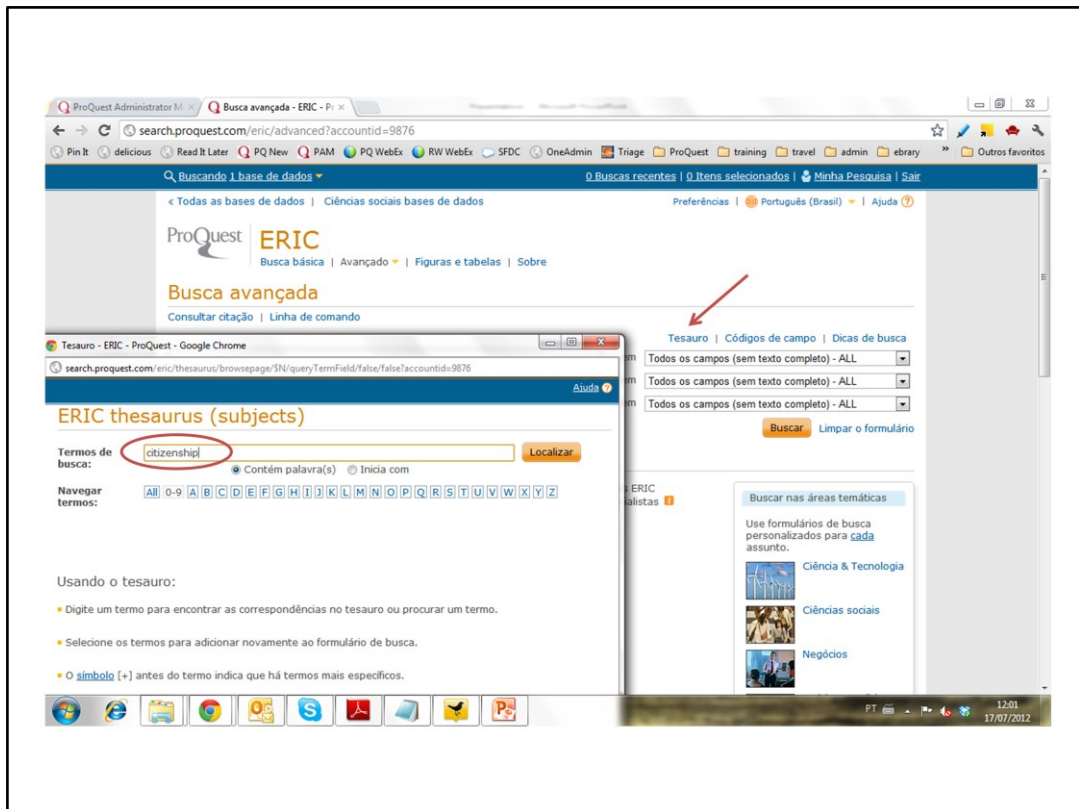 ProQuest Administrator M
Busca avançada - ERIC - Pr
search.proquest.com/eric/advanced?accountid=9876
Pin It delicious Read It Later PQ New PAM PQ WebEx RW WebEx SFDC OneAdmin Triage ProQuest training travel admin ebrary » Outros favoritos
Buscando 1 base de dados
0 Buscas recentes | 0 Itens selecionados | Minha Pesquisa | Sair
< Todas as bases de dados | Ciências sociais bases de dados
Preferências | Português (Brasil) | Ajuda ?
ProQuest
ERIC
Busca básica | Avançado | Figuras e tabelas | Sobre
Busca avançada
Consultar citação | Linha de comando
Tesauro | Códigos de campo | Dicas de busca
em Todos os campos (sem texto completo) - ALL
em Todos os campos (sem texto completo) - ALL
em Todos os campos (sem texto completo) - ALL
Buscar Limpar o formulário
Tesauro - ERIC - ProQuest - Google Chrome
search.proquest.com/eric/thesaurus/browsepage/$N/queryTermField/false/false?accountid=9876
Ajuda ?
ERIC thesaurus (subjects)
Termos de busca:
citizenship
Localizar
Contém palavra(s) Inicia com
Navegar termos:
All 0-9 A B C D E F G H I J K L M N O P Q R S T U V W X Y Z
Usando o tesauro:
Digite um termo para encontrar as correspondências no tesauro ou procurar um termo.
Selecione os termos para adicionar novamente ao formulário de busca.
O símbolo [+] antes do termo indica que há termos mais específicos.
ERIC
Buscar nas áreas temáticas
Use formulários de busca
personalizados para cada
assunto.
Ciência & Tecnologia
Ciências sociais
Negócios
PT
12:01
17/07/2012